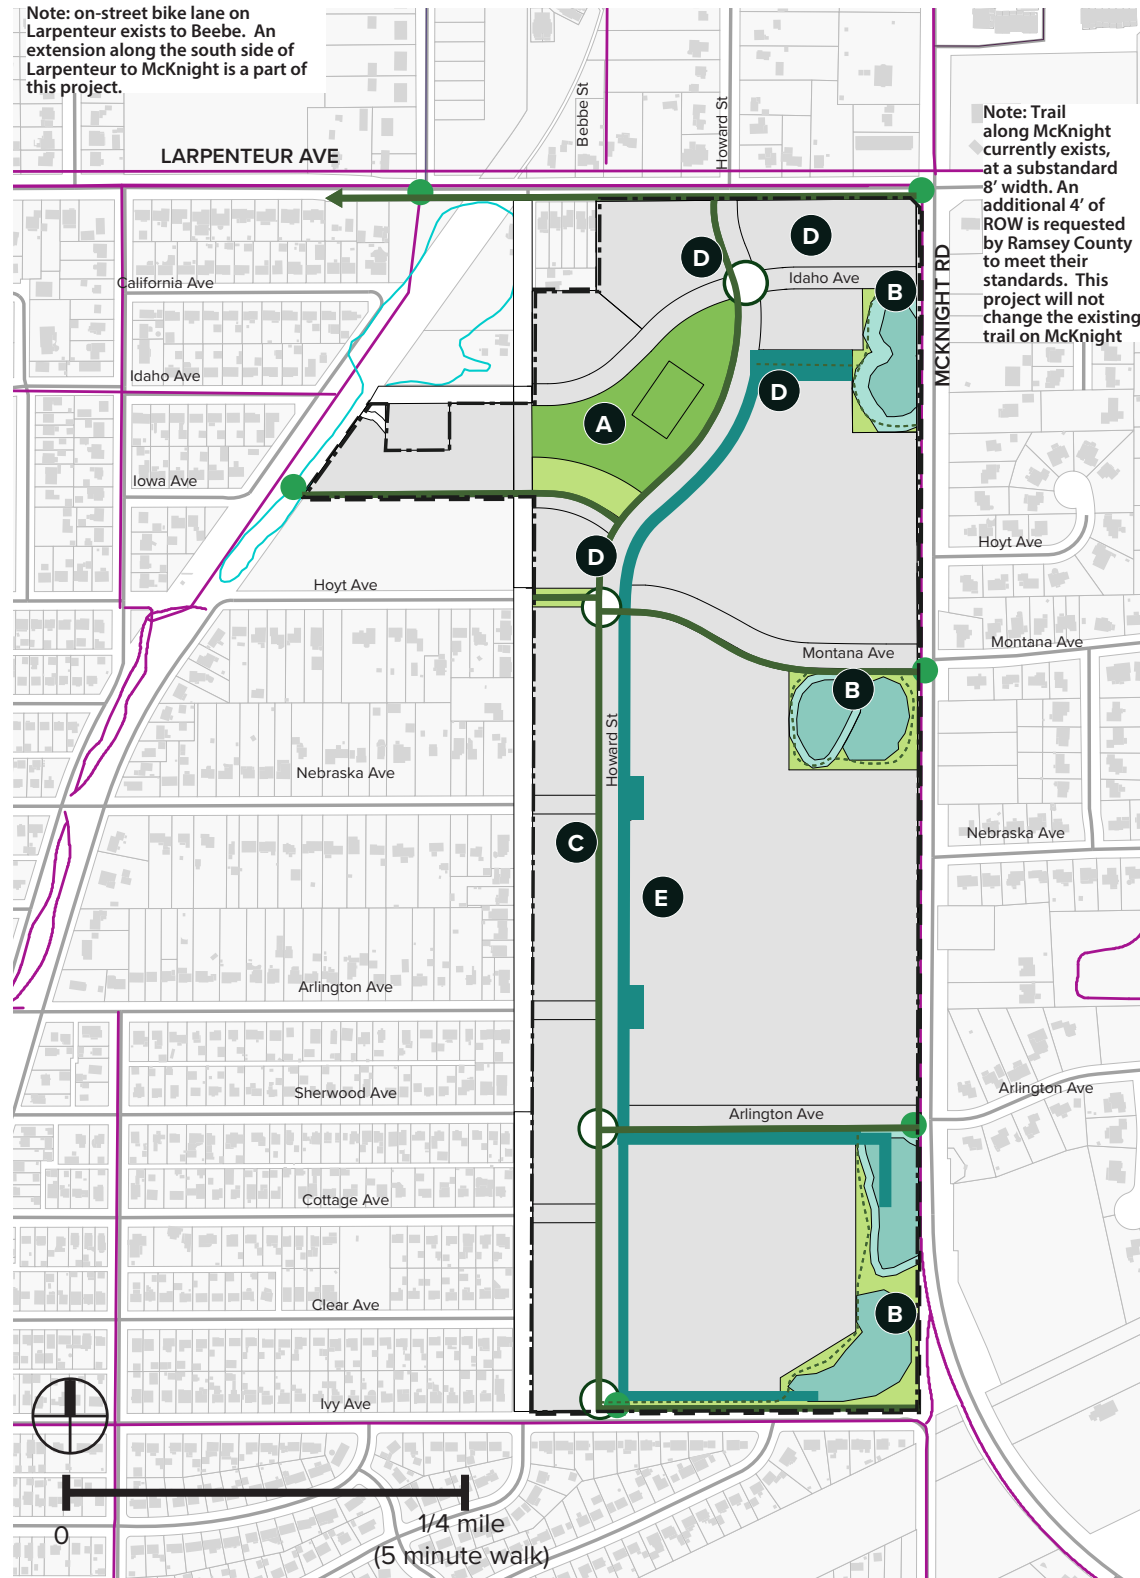 Note: on-street bike lane on
Larpenteur exists to Beebe.  An
extension along the south side of
Larpenteur to McKnight is a part of
this project.
Bebbe St
Howard St
Note: Trail
along McKnight
currently exists,
at a substandard
8' width. An
additional 4' of
ROW is requested
by Ramsey County
to meet their
standards.  This
project will not
change the existing
trail on McKnight
LARPENTEUR AVE
MCKNIGHT RD
D
D
Idaho Ave
B
California Ave
Idaho Ave
D
A
Iowa Ave
Hoyt Ave
D
Hoyt Ave
Montana Ave
Montana Ave
B
Howard St
Nebraska Ave
Nebraska Ave
C
E
Arlington Ave
Sherwood Ave
Arlington Ave
Arlington Ave
Cottage Ave
Clear Ave
B
Ivy Ave
0
1/4 mile
(5 minute walk)